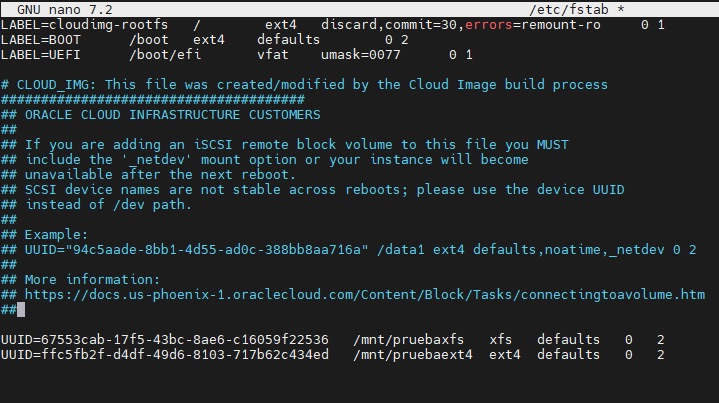 GNU nano 7.2 /etc/fstab *
LABEL=cloudimg-rootfs / ext4 discard,commit=30,errors=remount-ro 0 1
LABEL=BOOT /boot ext4 defaults 0 2
LABEL=UEFI /boot/efi vfat umask=0077 0 1
# CLOUD_IMG: This file was created/modified by the Cloud Image build process
#######################################
## ORACLE CLOUD INFRASTRUCTURE CUSTOMERS
##
## If you are adding an iSCSI remote block volume to this file you MUST
## include the '_netdev' mount option or your instance will become
## unavailable after the next reboot.
## SCSI device names are not stable across reboots; please use the device UUID
## instead of /dev path.
##
## Example:
## UUID="94c5aade-8bb1-4d55-ad0c-388bb8aa716a" /data1 ext4 defaults,noatime,_netdev 0 2
##
## More information:
## https://docs.us-phoenix-1.oraclecloud.com/Content/Block/Tasks/connectingtoavolume.htm
##
UUID=67553cab-17f5-43bc-8ae6-c16059f22536 /mnt/pruebaxfs xfs defaults 0 2
UUID=ffc5fb2f-d4df-49d6-8103-717b62c434ed /mnt/pruebaext4 ext4 defaults 0 2